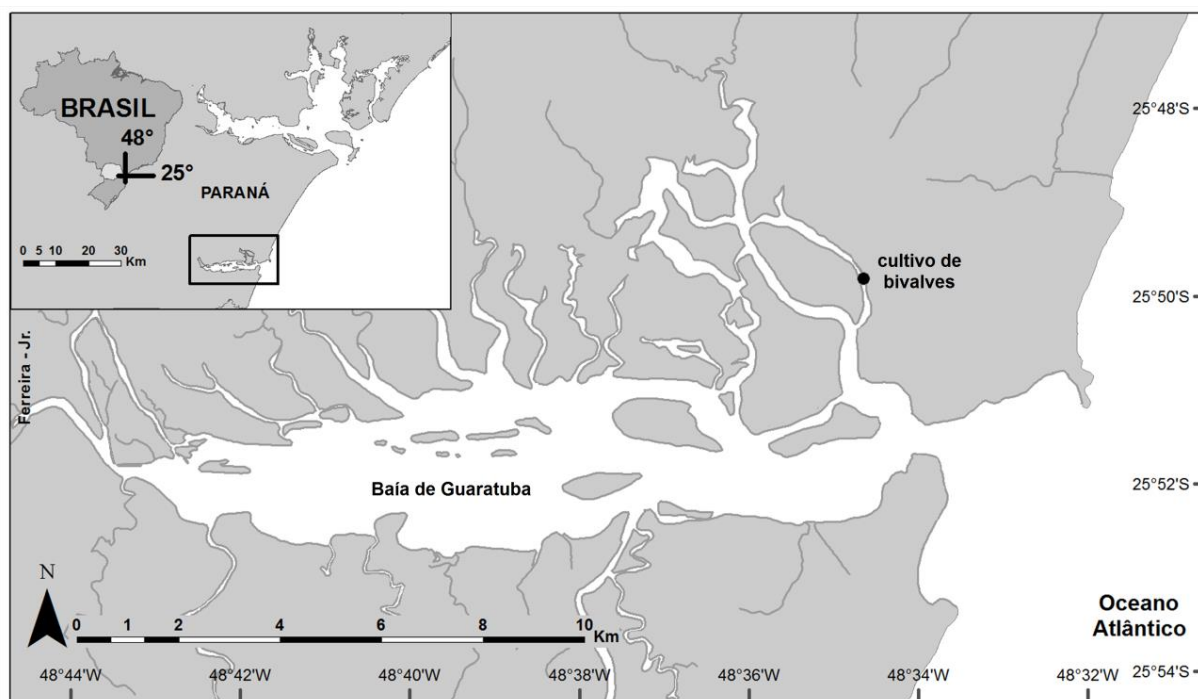 BRASIL
48°
25°
PARANÁ
0 5 10 20 30
Km
cultivo de
bivalves
Ferreira - Jr.
Baía de Guaratuba
N
0 1 2 4 6 8 10
Km
Oceano
Atlântico
25°48'S
25°50'S
25°52'S
25°54'S
48°44'W 48°42'W 48°40'W 48°38'W 48°36'W 48°34'W 48°32'W